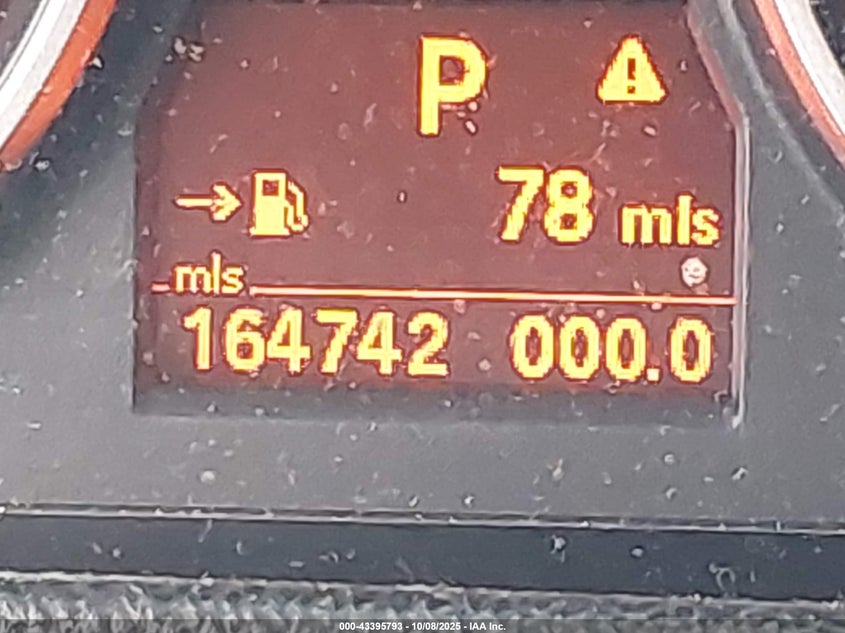 P
78 mls
mls
164742 000.0
000-43395793 - 10/08/2025 - IAA Inc.